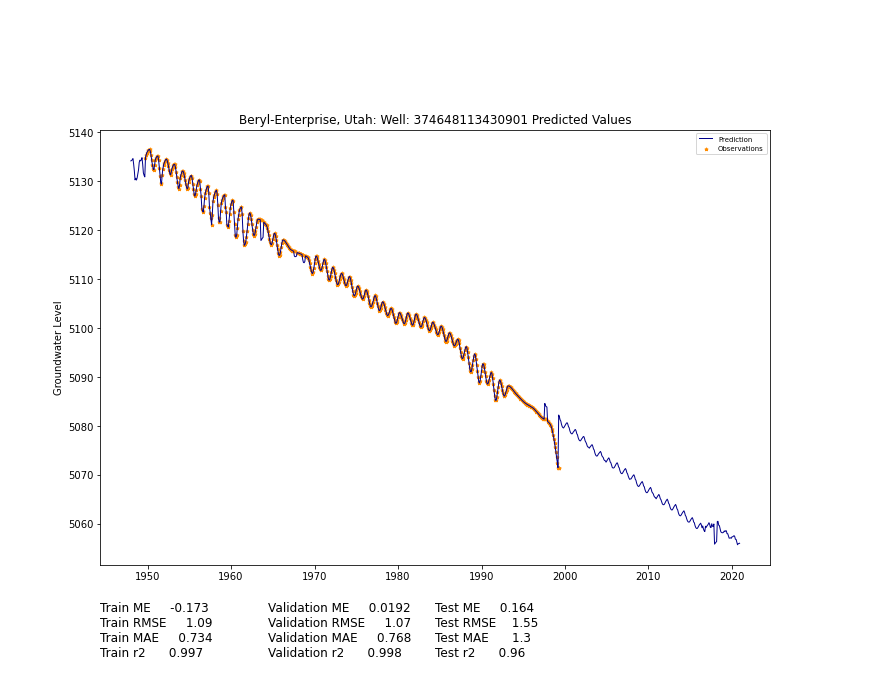 Beryl-Enterprise, Utah: Well: 374648113430901 Predicted Values
Prediction
Observations
5140
5130
5120
5110
5100
5090
5080
5070
5060
Groundwater Level
1950 1960 1970 1980 1990 2000 2010 2020
Train ME -0.173 Validation ME 0.0192 Test ME 0.164
Train RMSE 1.09 Validation RMSE 1.07 Test RMSE 1.55
Train MAE 0.734 Validation MAE 0.768 Test MAE 1.3
Train r2 0.997 Validation r2 0.998 Test r2 0.96